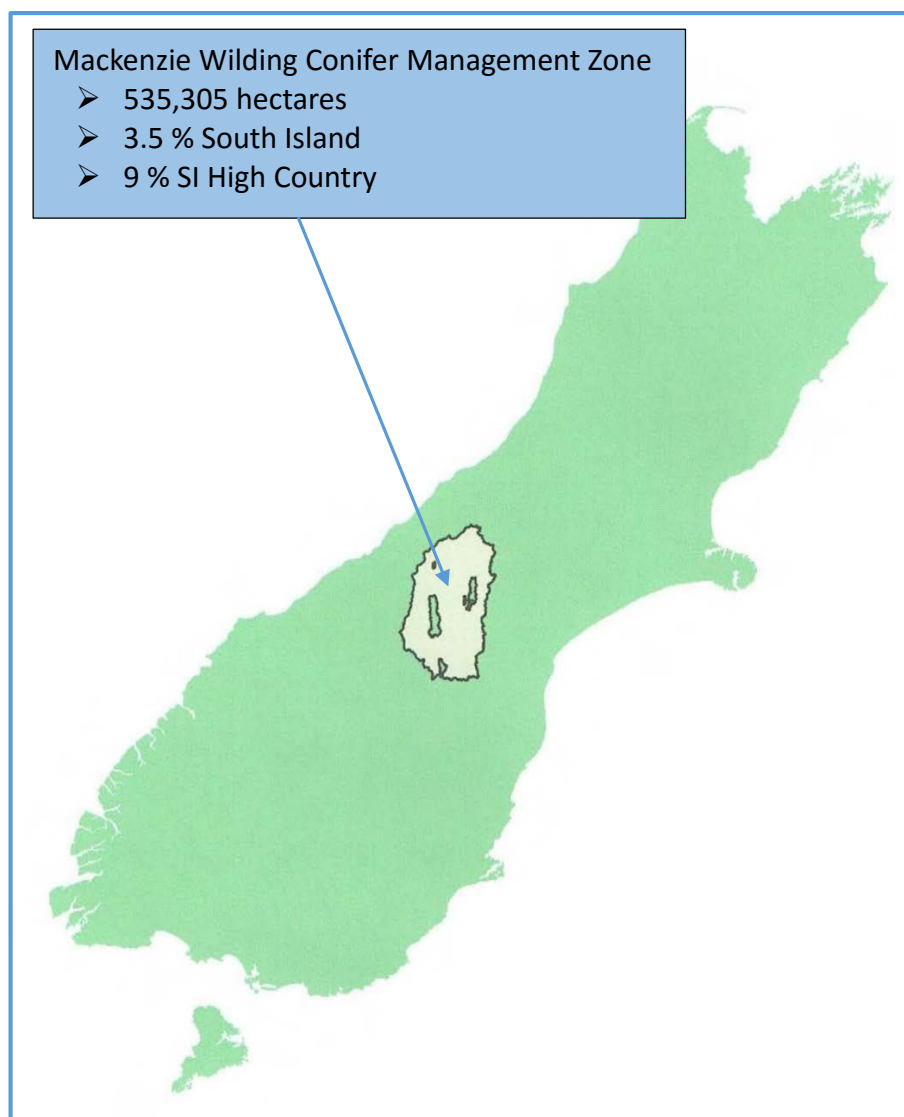 Mackenzie Wilding Conifer Management Zone
➢ 535,305 hectares
➢ 3.5 % South Island
➢ 9 % SI High Country